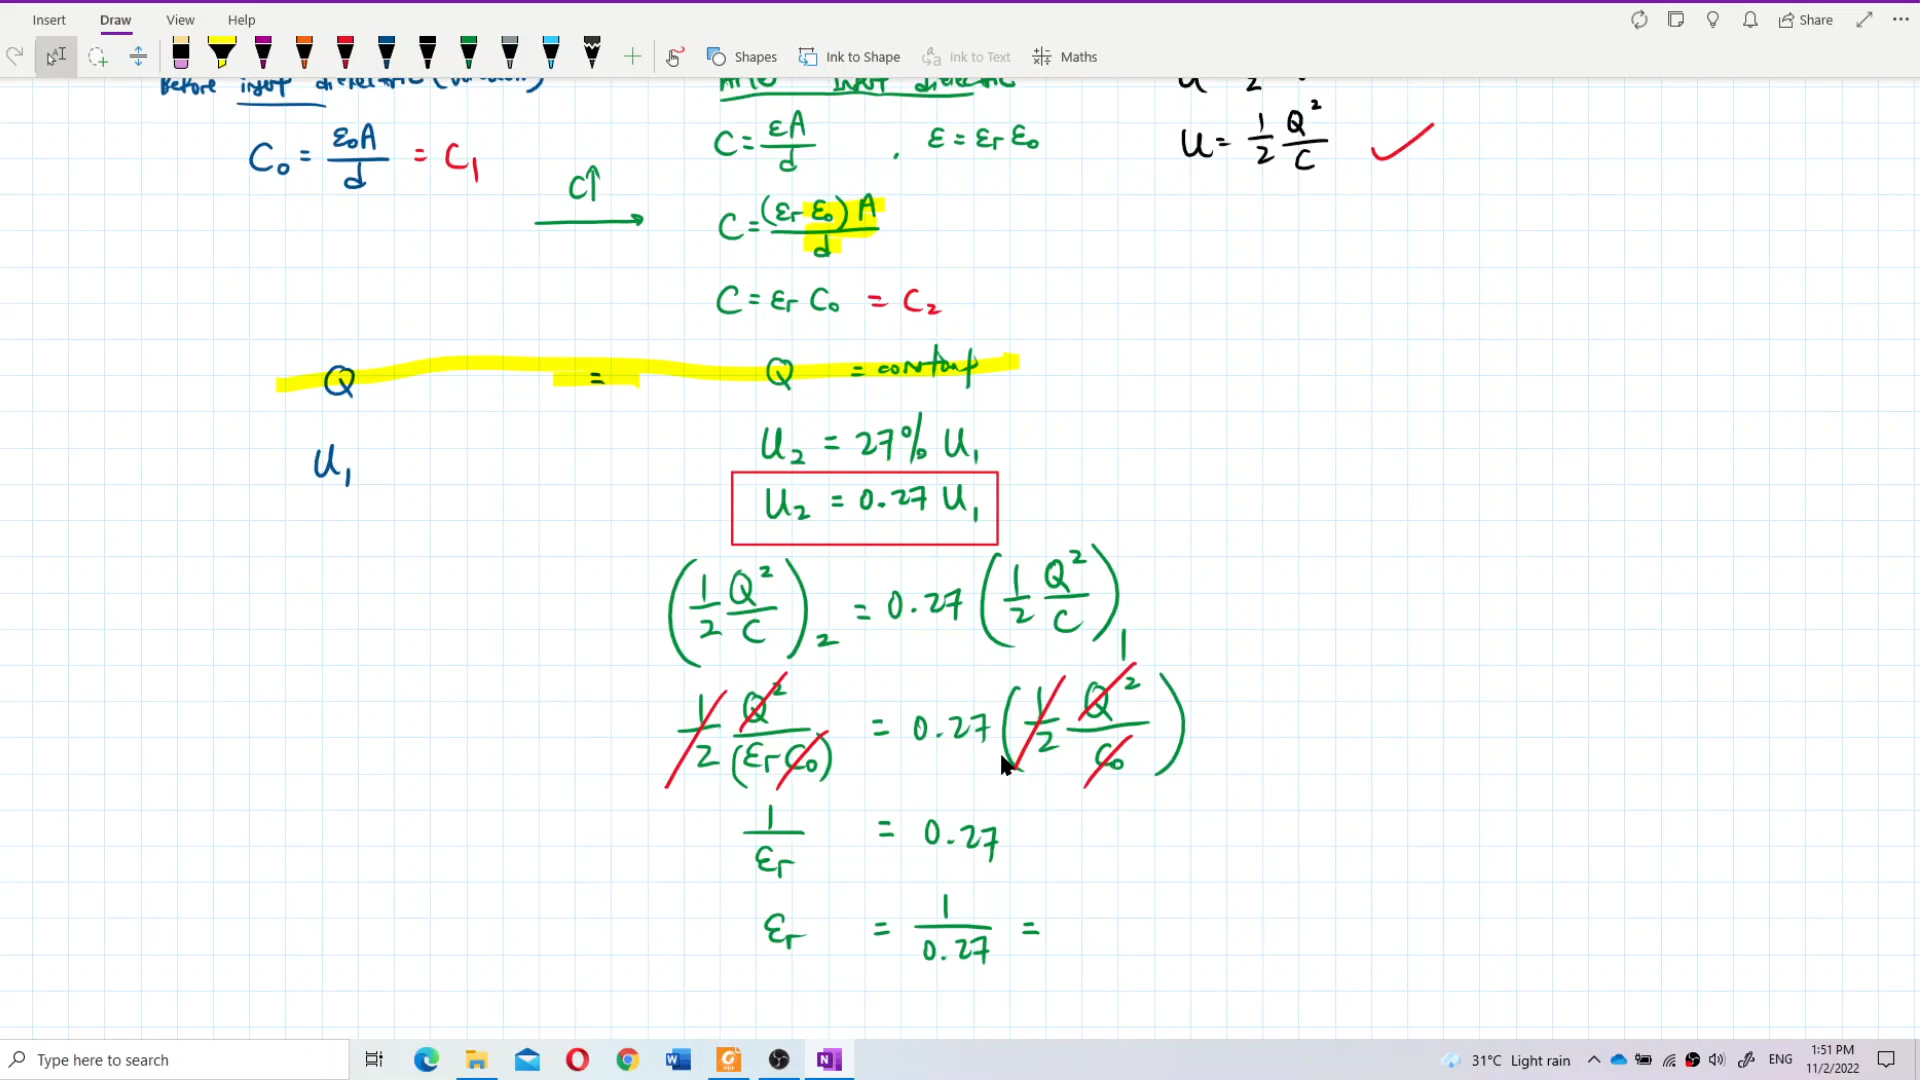 Insert Draw View Help
Share
Shapes Ink to Shape Ink to Text Maths
Before insert dielectric
After insert dielectric
C₀ = ε₀A/d = C₁
C↑
C = εA/d , ε = εr ε₀
C = (εr ε₀) A/d
C = εr C₀ = C₂
U = 1/2 Q²/C
Q = Q = constant
U₁
U₂ = 27% U₁
U₂ = 0.27 U₁
(1/2 Q²/C)₂ = 0.27 (1/2 Q²/C)₁
1/2 Q²/(εr C₀) = 0.27 (1/2 Q²/C₀)
1/εr = 0.27
εr = 1/0.27 =
Type here to search
31°C Light rain
ENG
1:51 PM
11/2/2022